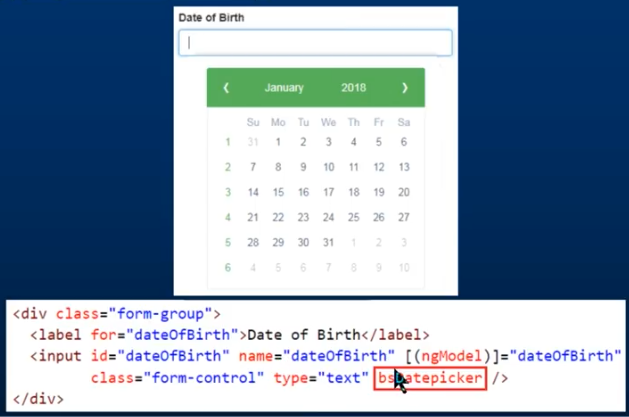 Date of Birth
‹ January 2018 ›
Su Mo Tu We Th Fr Sa
1 31 1 2 3 4 5 6
2 7 8 9 10 11 12 13
3 14 15 16 17 18 19 20
4 21 22 23 24 25 26 27
5 28 29 30 31 1 2 3
6 4 5 6 7 8 9 10
<div class="form-group">
<label for="dateOfBirth">Date of Birth</label>
<input id="dateOfBirth" name="dateOfBirth" [(ngModel)]="dateOfBirth"
class="form-control" type="text" bsDatepicker />
</div>